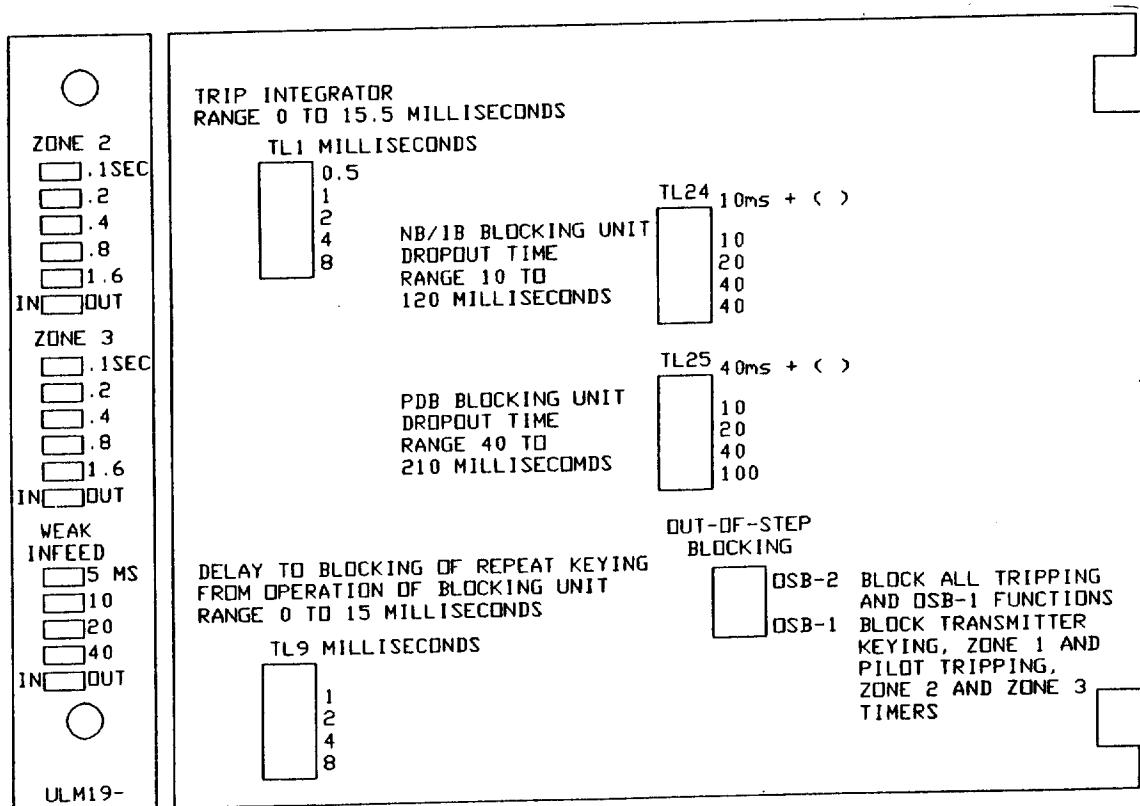 ZONE 2
.1SEC
.2
.4
.8
1.6
IN OUT
ZONE 3
.1SEC
.2
.4
.8
1.6
IN OUT
WEAK
INFEED
5 MS
10
20
40
IN OUT
ULM19-
TRIP INTEGRATOR
RANGE 0 TO 15.5 MILLISECONDS
TL1 MILLISECONDS
0.5
1
2
4
8
NB/IB BLOCKING UNIT
DROPOUT TIME
RANGE 10 TO
120 MILLISECONDS
TL24 10ms + ( )
10
20
40
40
PDB BLOCKING UNIT
DROPOUT TIME
RANGE 40 TO
210 MILLISECOMDS
TL25 40ms + ( )
10
20
40
100
DELAY TO BLOCKING OF REPEAT KEYING
FROM OPERATION OF BLOCKING UNIT
RANGE 0 TO 15 MILLISECONDS
TL9 MILLISECONDS
1
2
4
8
OUT-OF-STEP
BLOCKING
OSB-2 BLOCK ALL TRIPPING
AND OSB-1 FUNCTIONS
OSB-1 BLOCK TRANSMITTER
KEYING, ZONE 1 AND
PILOT TRIPPING,
ZONE 2 AND ZONE 3
TIMERS